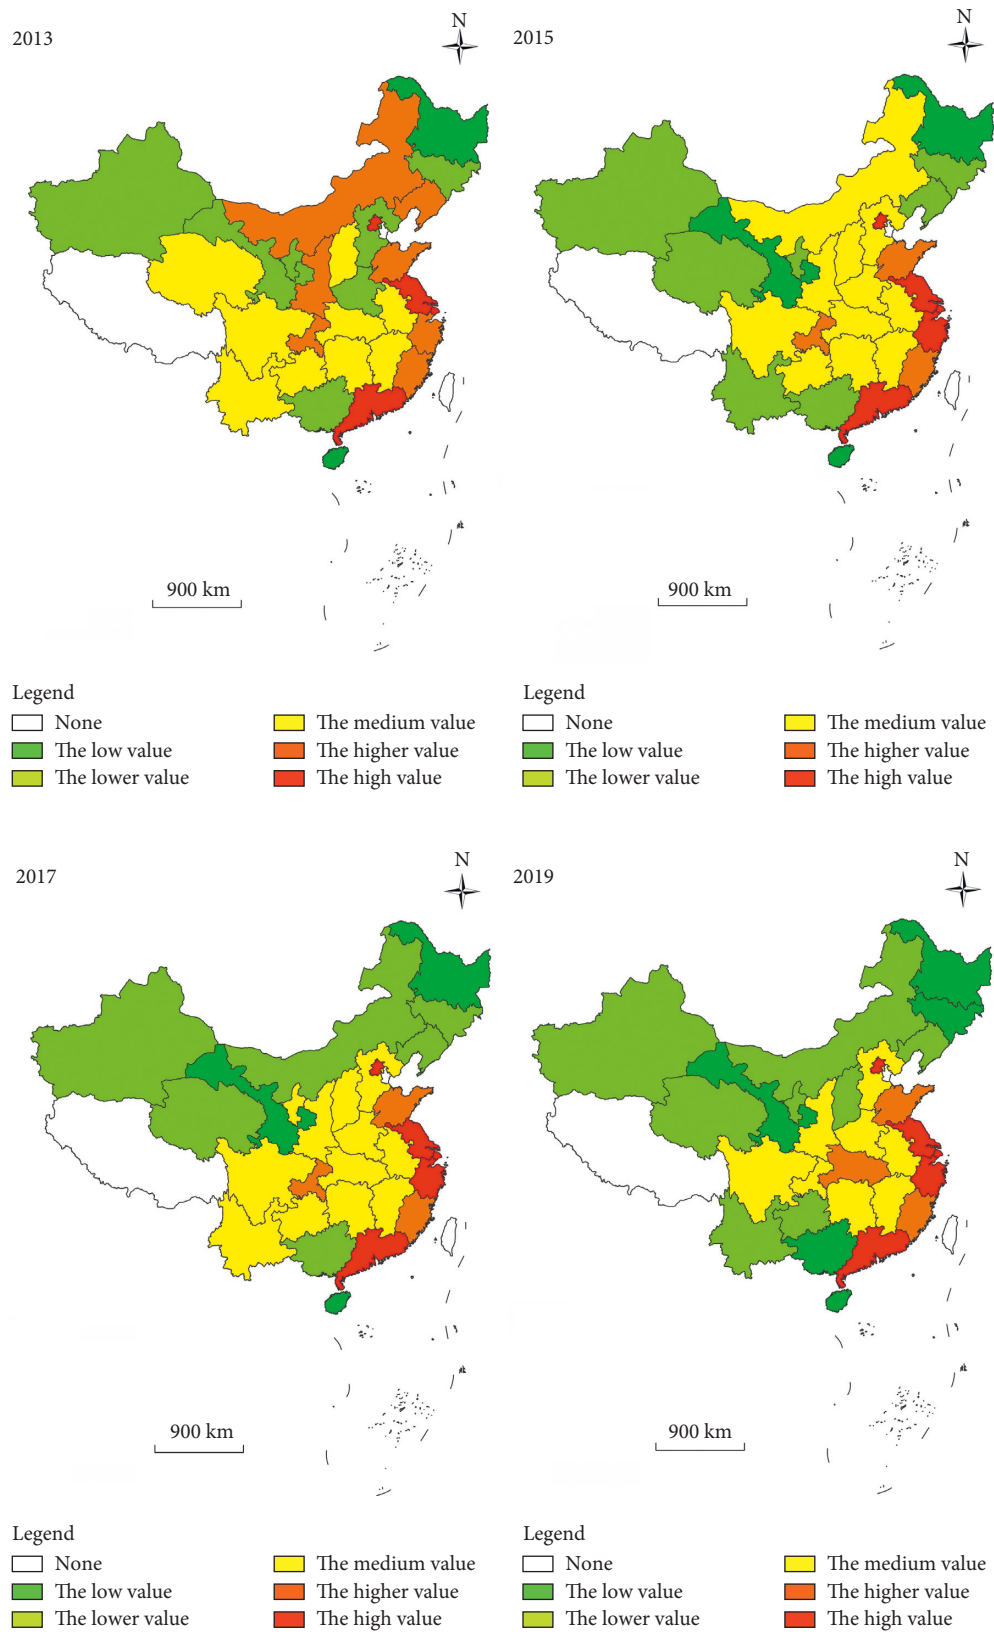 2013
N
900 km
Legend
None
The low value
The lower value
The medium value
The higher value
The high value
2015
N
900 km
Legend
None
The low value
The lower value
The medium value
The higher value
The high value
2017
N
900 km
Legend
None
The low value
The lower value
The medium value
The higher value
The high value
2019
N
900 km
Legend
None
The low value
The lower value
The medium value
The higher value
The high value